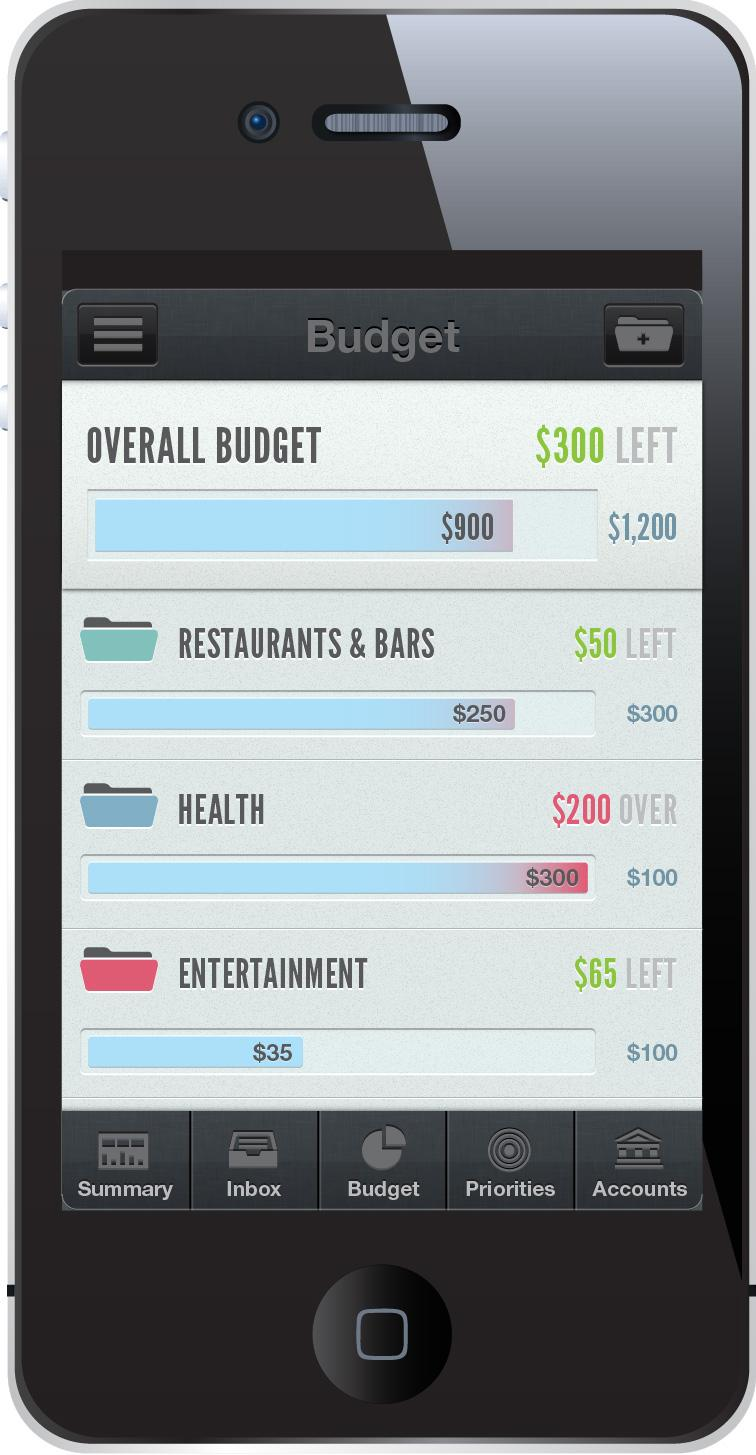 Budget
OVERALL BUDGET $300 LEFT
$900 $1,200
RESTAURANTS & BARS $50 LEFT
$250 $300
HEALTH $200 OVER
$300 $100
ENTERTAINMENT $65 LEFT
$35 $100
Summary Inbox Budget Priorities Accounts